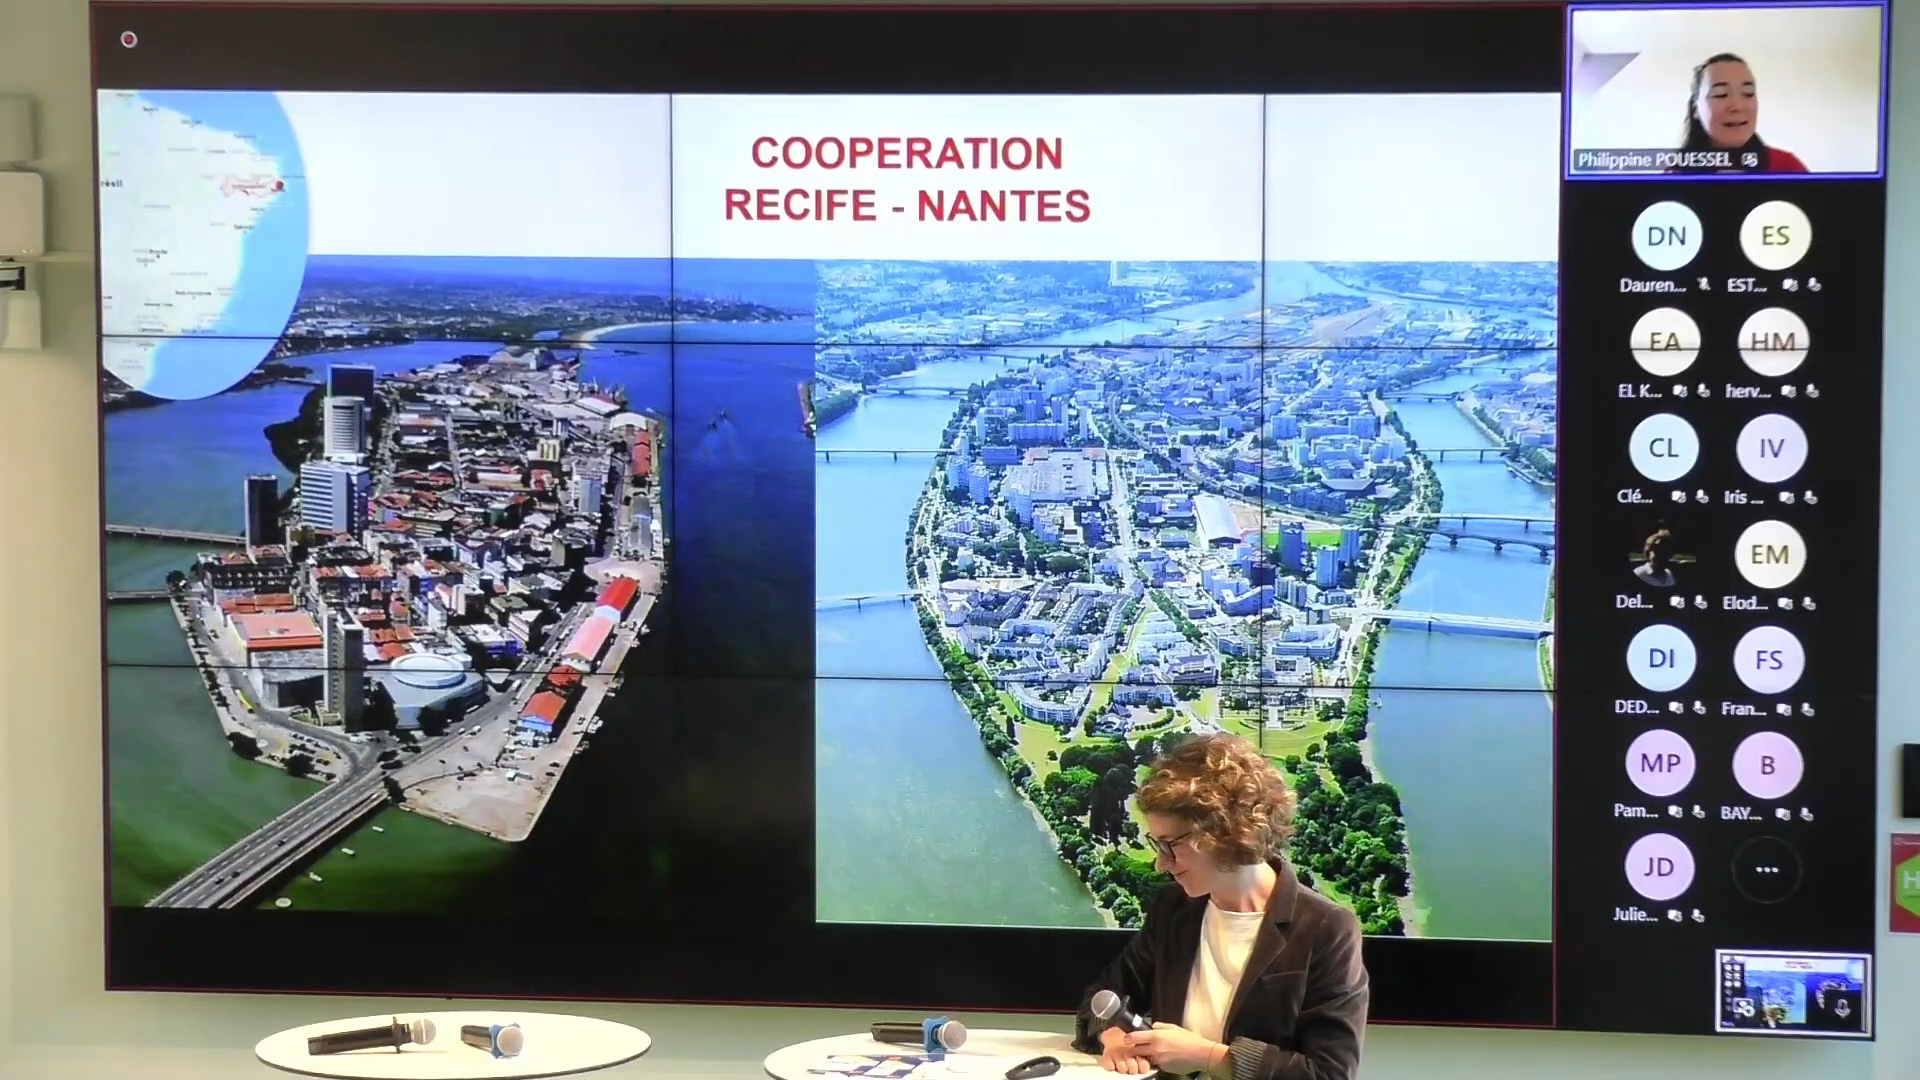 COOPERATION
RECIFE - NANTES
Philippine POUESSEL
DN
ES
Dauren...
EST...
EA
HM
EL K...
herv...
CL
IV
Clé...
Iris ...
EM
Del...
Elod...
DI
FS
DED...
Fran...
MP
B
Pam...
BAY...
JD
...
Julie...
H